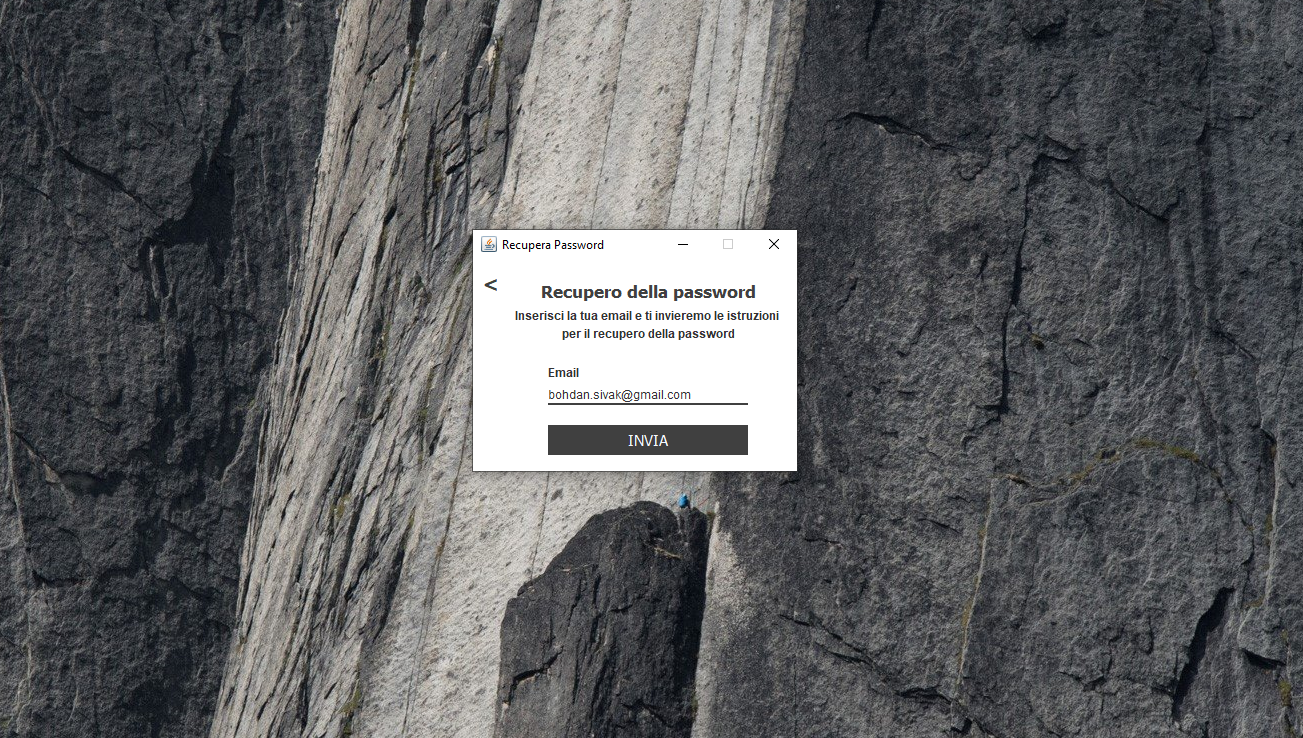 Recupera Password
<
Recupero della password
Inserisci la tua email e ti invieremo le istruzioni
per il recupero della password
Email
bohdan.sivak@gmail.com
INVIA